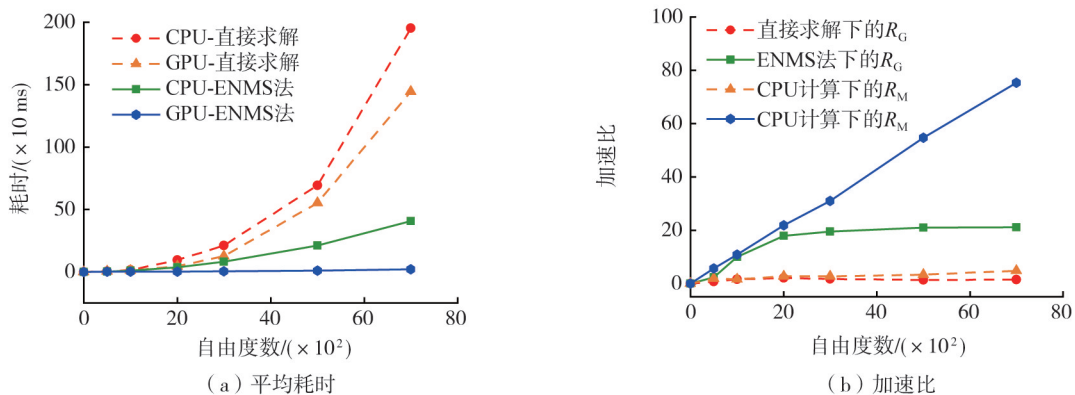 200
150
100
50
0
耗时/(×10 ms)
CPU-直接求解
GPU-直接求解
CPU-ENMS法
GPU-ENMS法
0 20 40 60 80
自由度数/(×10²)
(a)平均耗时
100
80
60
40
20
0
加速比
直接求解下的R_G
ENMS法下的R_G
CPU计算下的R_M
CPU计算下的R_M
0 10 20 30 40 50 60 70 80
自由度数/(×10²)
(b)加速比